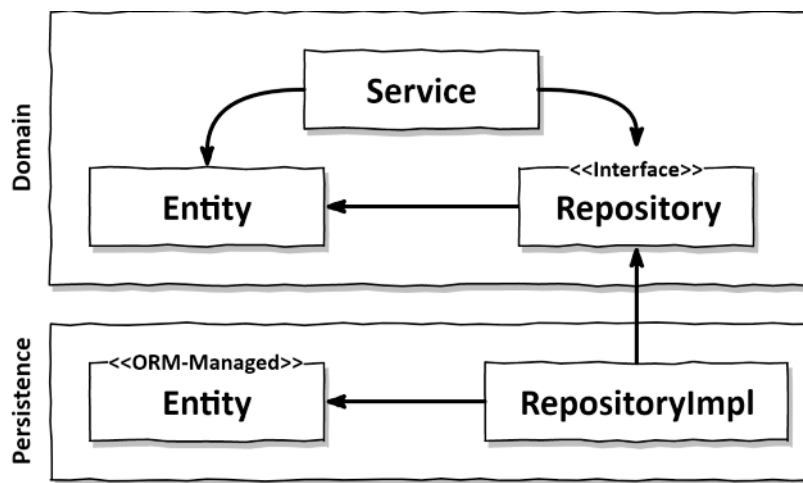 Domain
Service
Entity
<<Interface>>
Repository
Persistence
<<ORM-Managed>>
Entity
RepositoryImpl